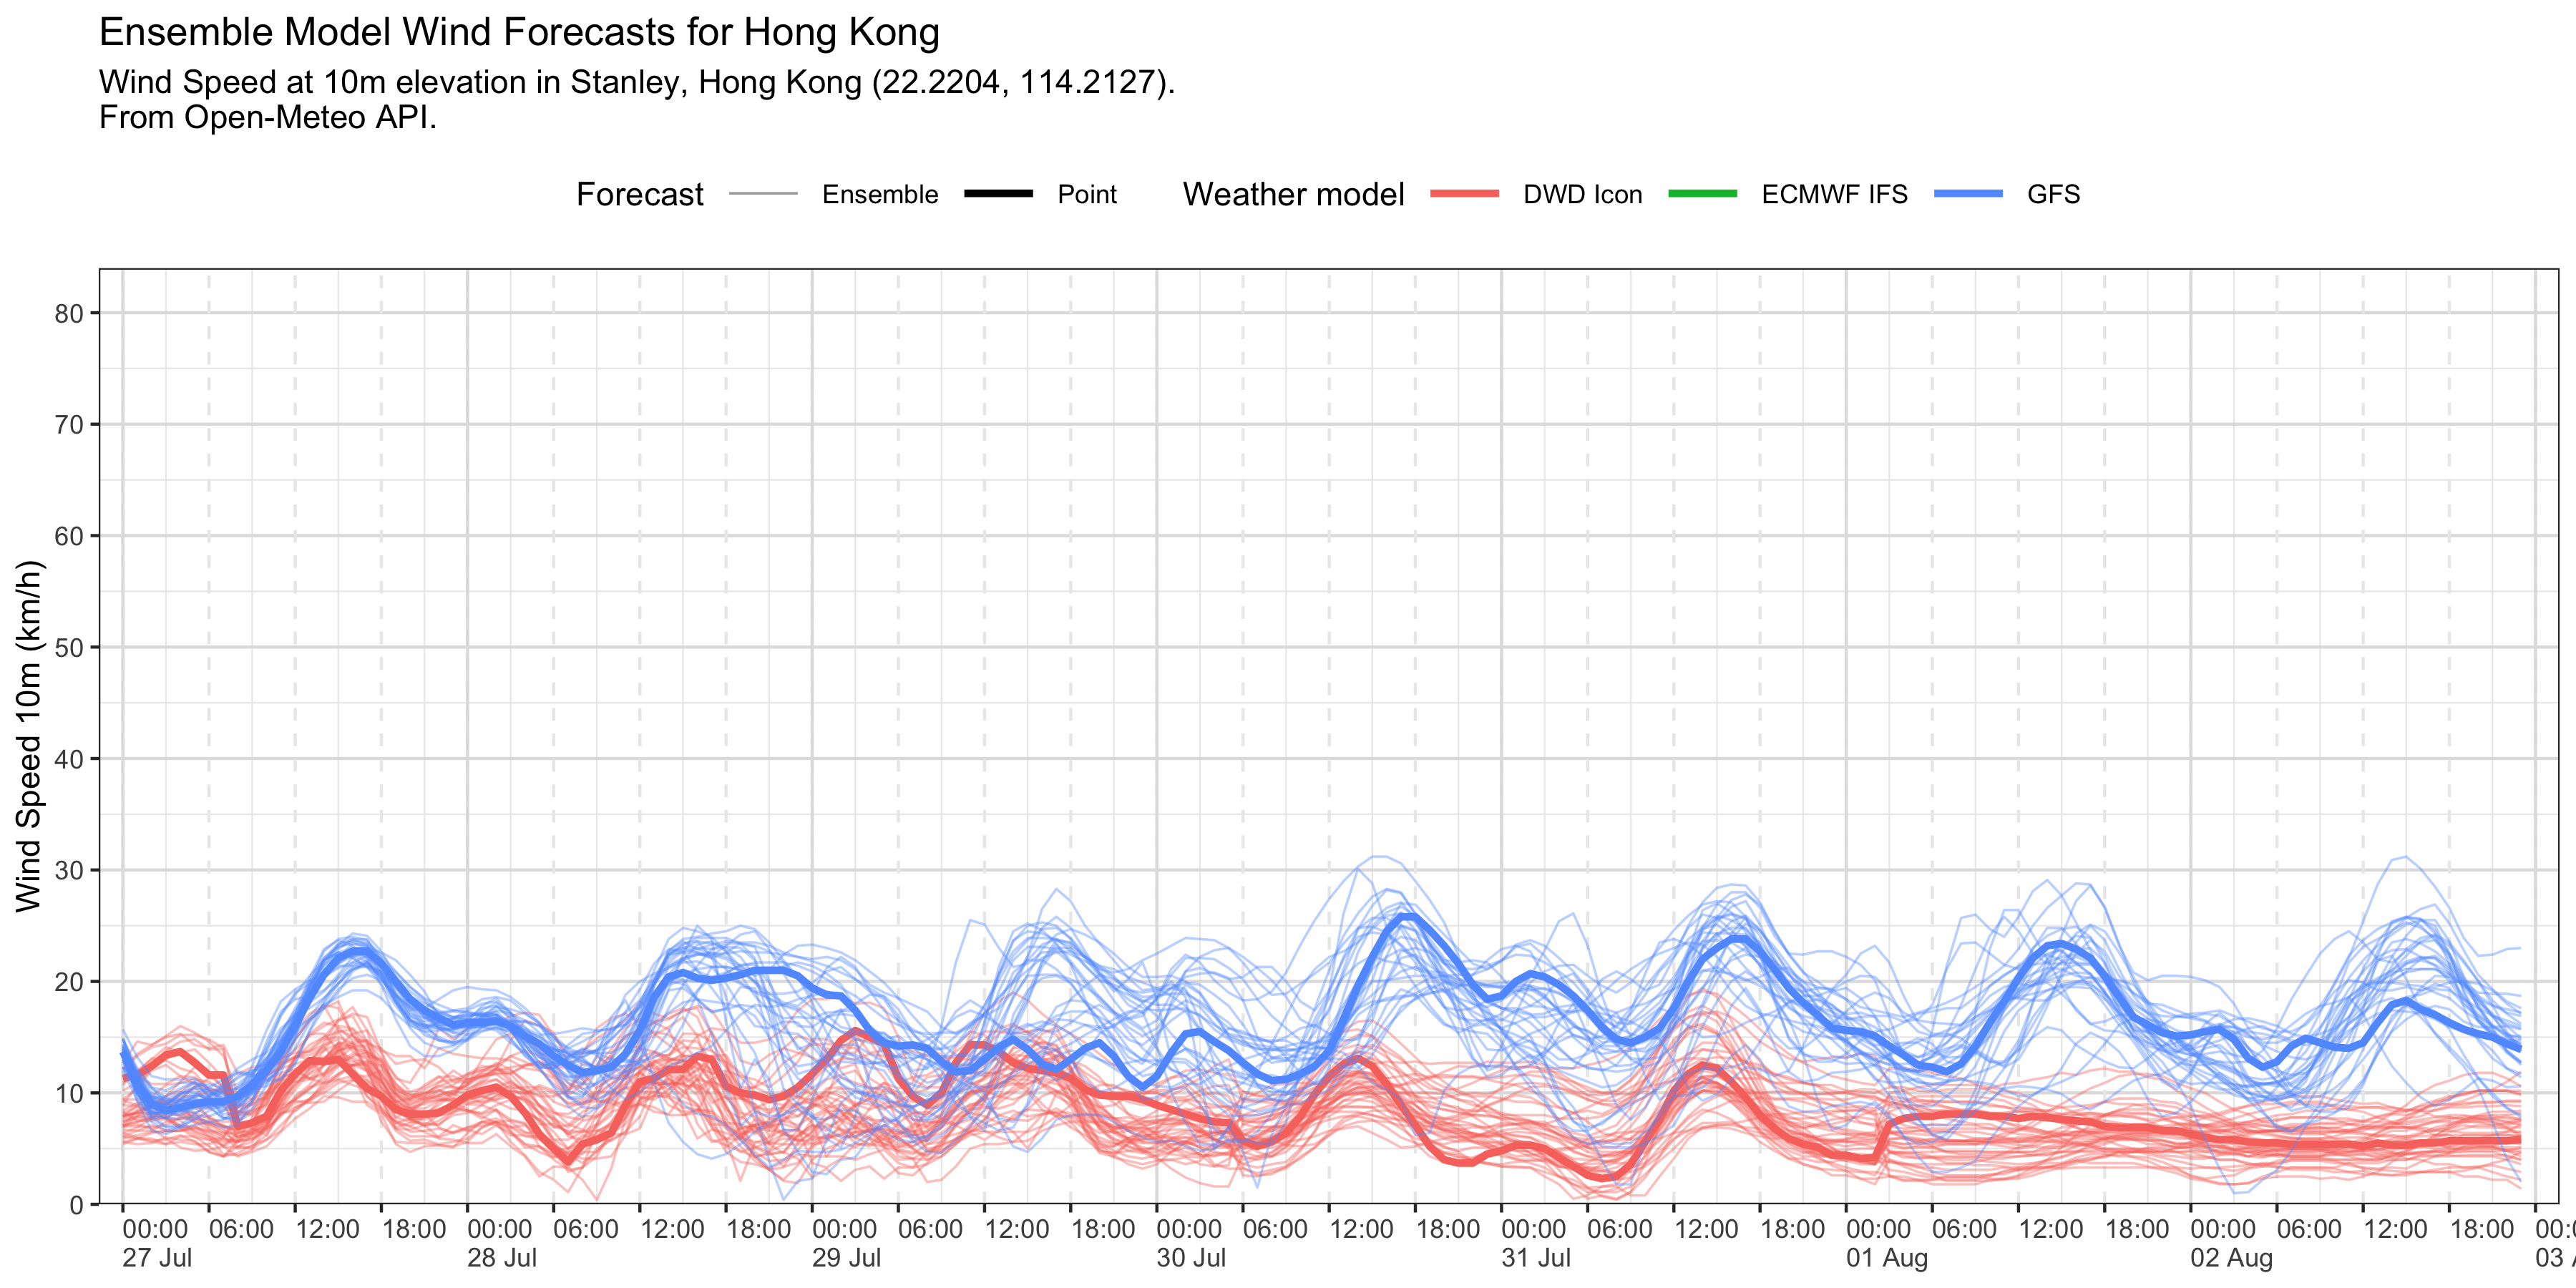 Ensemble Model Wind Forecasts for Hong Kong
Wind Speed at 10m elevation in Stanley, Hong Kong (22.2204, 114.2127).
From Open-Meteo API.
Forecast Ensemble Point Weather model DWD Icon ECMWF IFS GFS
Wind Speed 10m (km/h)
80
70
60
50
40
30
20
10
0
00:00 06:00 12:00 18:00 00:00 06:00 12:00 18:00 00:00 06:00 12:00 18:00 00:00 06:00 12:00 18:00 00:00 06:00 12:00 18:00 00:00 06:00 12:00 18:00 00:00 06:00 12:00 18:00
27 Jul 28 Jul 29 Jul 30 Jul 31 Jul 01 Aug 02 Aug 03